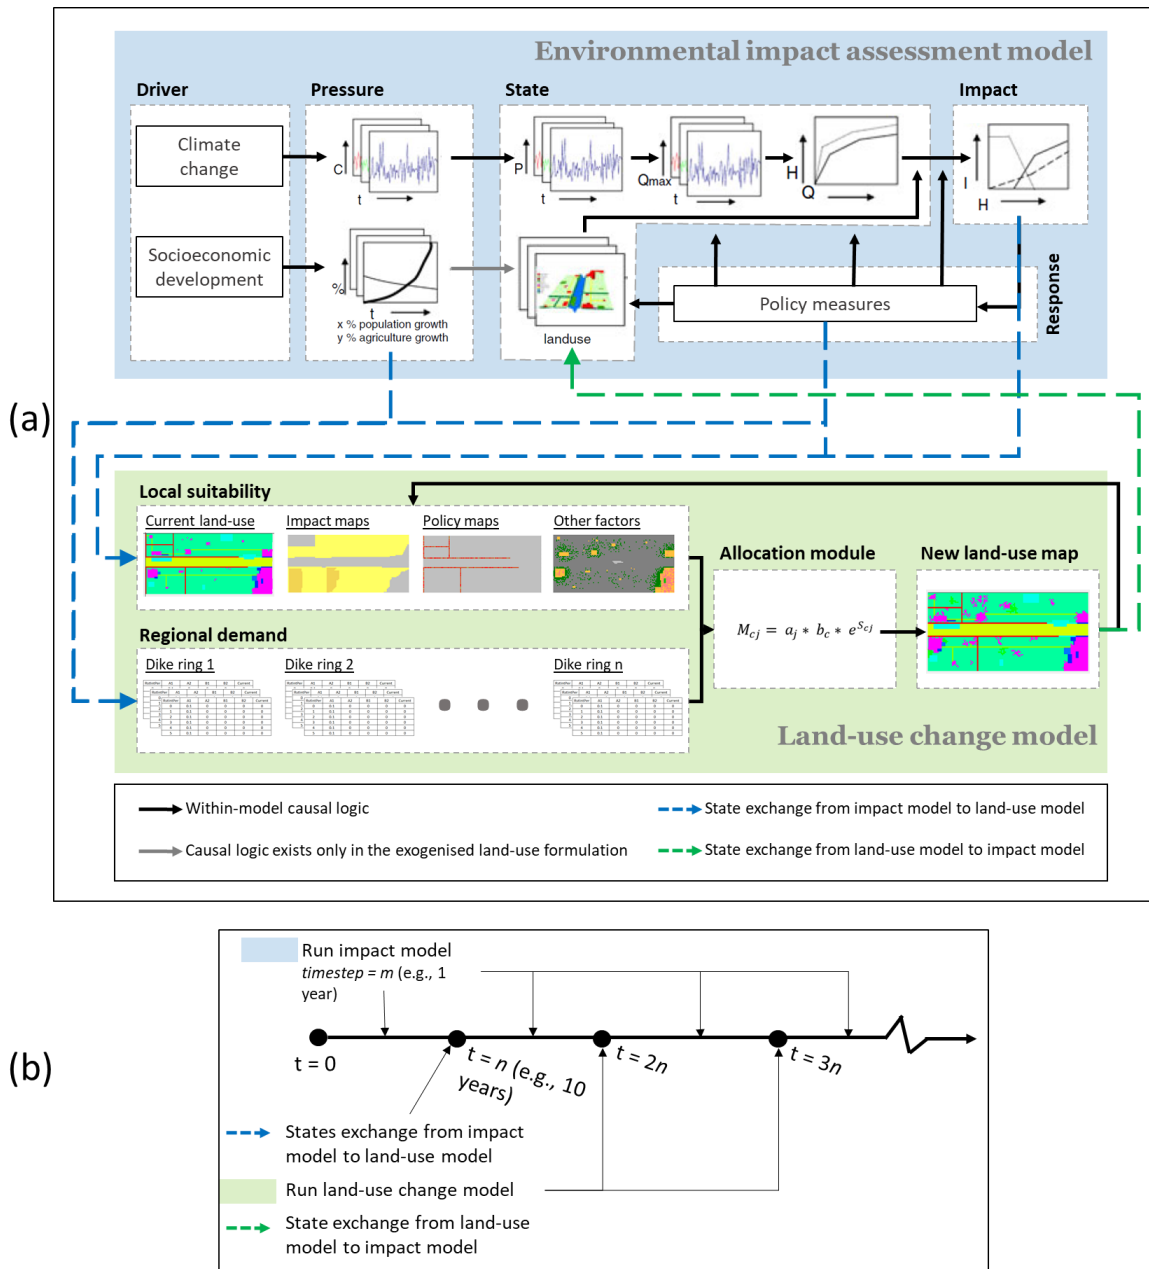 (a)
Environmental impact assessment model
Driver
Pressure
State
Impact
Climate
change
C
t
P
t
Qmax
t
H
Q
I
H
Socioeconomic
development
%
t
x % population growth
y % agriculture growth
landuse
Policy measures
Response
Local suitability
Current land-use
Impact maps
Policy maps
Other factors
Allocation module
New land-use map
M_cj = a_j * b_c * e^S_cj
Regional demand
Dike ring 1
Dike ring 2
Dike ring n
Land-use change model
Within-model causal logic
State exchange from impact model to land-use model
Causal logic exists only in the exogenised land-use formulation
State exchange from land-use model to impact model
(b)
Run impact model
timestep = m (e.g., 1
year)
t = 0
t = n (e.g., 10
years)
t = 2n
t = 3n
States exchange from impact
model to land-use model
Run land-use change model
State exchange from land-use
model to impact model